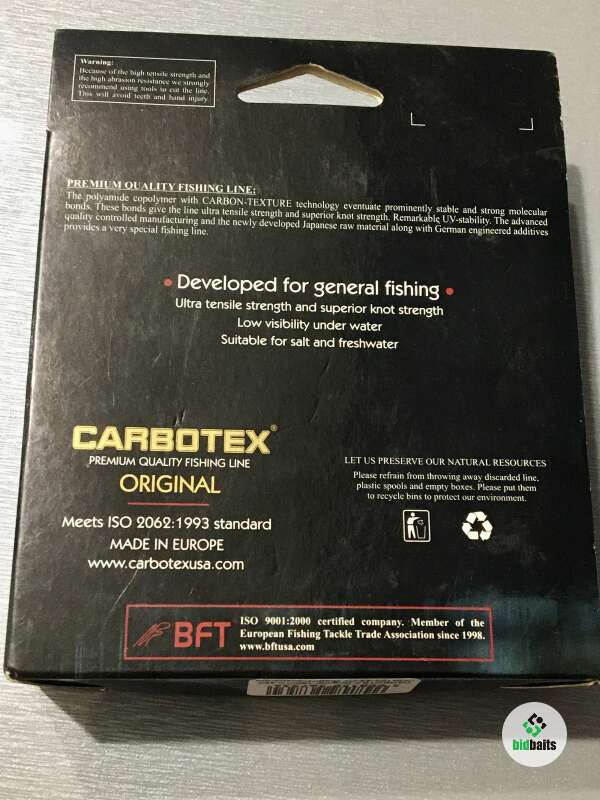 Warning:
Because of the high tensile strength and
the high abrasion resistance we strongly
recommend using tools to cut the line.
This will avoid teeth and hand injury.
PREMIUM QUALITY FISHING LINE:
The polyamide copolymer with CARBON-TEXTURE technology eventuate prominently stable and strong molecular
bonds. These bonds give the line ultra tensile strength and superior knot strength. Remarkable UV-stability. The advanced
quality controlled manufacturing and the newly developed Japanese raw material along with German engineered additives
provides a very special fishing line.
• Developed for general fishing •
Ultra tensile strength and superior knot strength
Low visibility under water
Suitable for salt and freshwater
CARBOTEX®
PREMIUM QUALITY FISHING LINE
ORIGINAL
Meets ISO 2062:1993 standard
MADE IN EUROPE
www.carbotexusa.com
LET US PRESERVE OUR NATURAL RESOURCES
Please refrain from throwing away discarded line,
plastic spools and empty boxes. Please put them
to recycle bins to protect our environment.
BFT
ISO 9001:2000 certified company. Member of the
European Fishing Tackle Trade Association since 1998.
www.bftusa.com
bidbaits